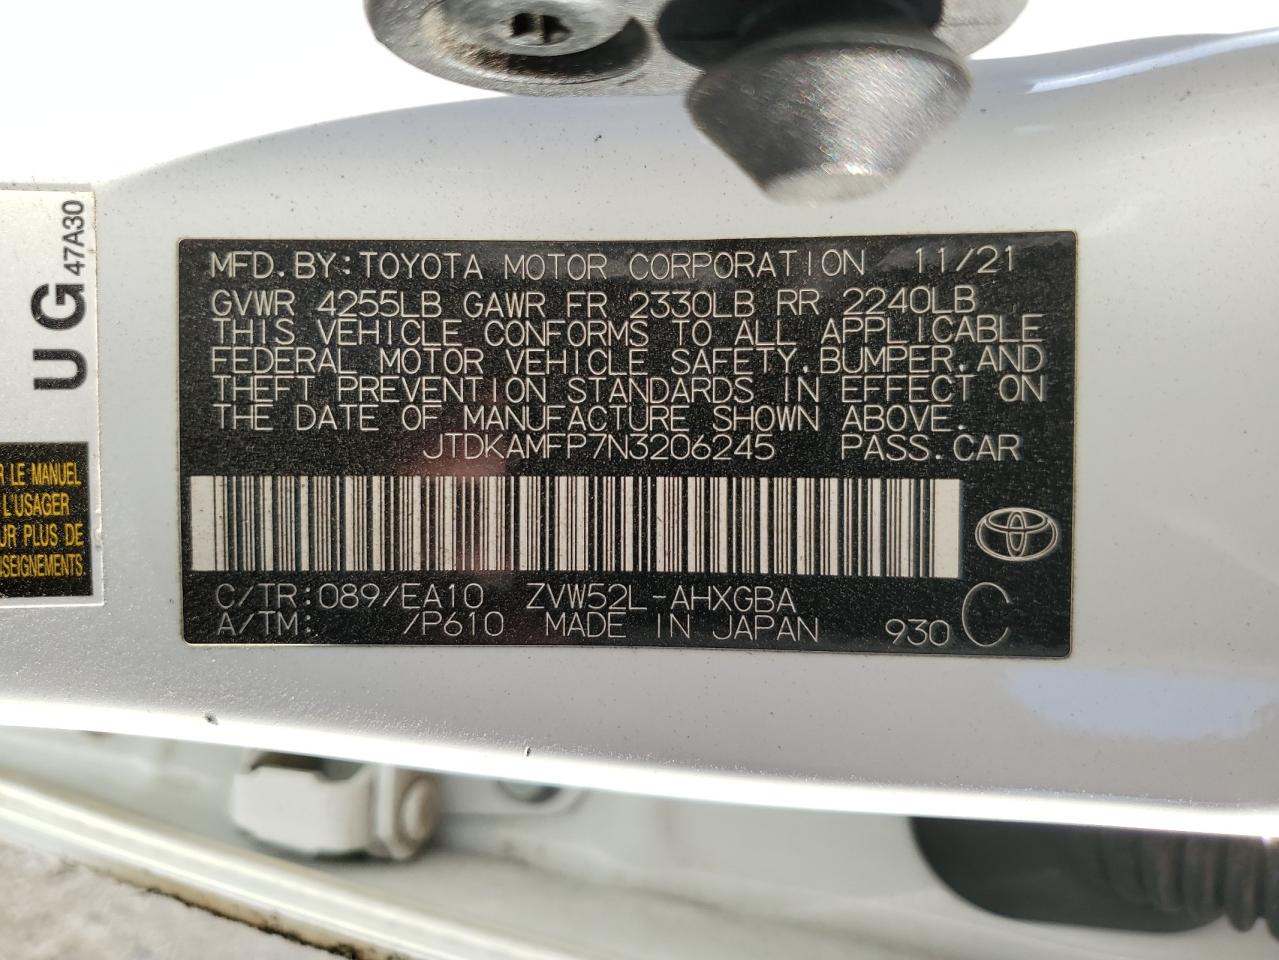 MFD.BY:TOYOTA MOTOR CORPORATION 11/21
GVWR 4255LB GAWR FR 2330LB RR 2240LB
THIS VEHICLE CONFORMS TO ALL APPLICABLE
FEDERAL MOTOR VEHICLE SAFETY,BUMPER,AND
THEFT PREVENTION STANDARDS IN EFFECT ON
THE DATE OF MANUFACTURE SHOWN ABOVE.
JTDKAMFP7N3206245 PASS.CAR
C/TR:089/EA10 ZVW52L-AHXGBA
A/TM: /P610 MADE IN JAPAN 930 C
UG 47A30
LE MANUEL
L'USAGER
PLUS DE